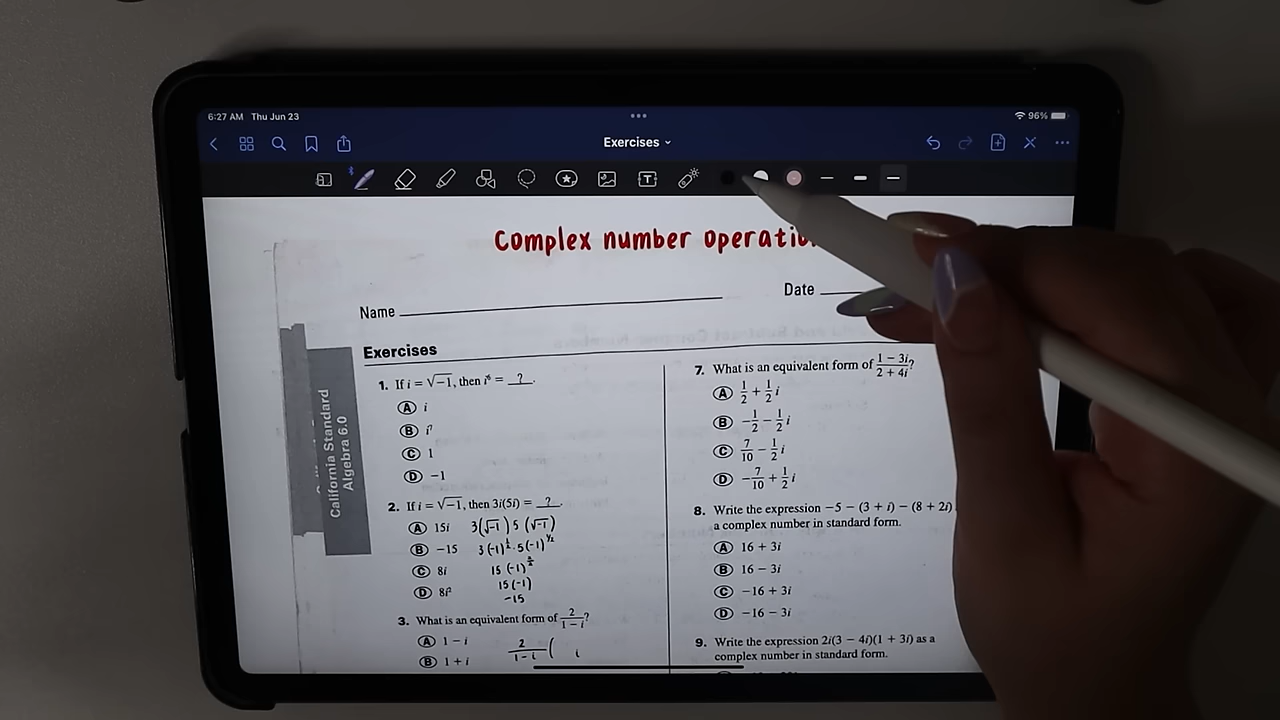 6:27 AM Thu Jun 23
96%
Exercises
Complex number
Name
Date
Exercises
California Standard
Algebra 6.0
1. If i = √−1, then i⁶ = ?.
A i
B
C 1
D −1
2. If i = √−1, then 3i(5i) = ?.
A 15i 3(√-1) 5 (√-1)
B −15 3(-1)^½ · 5(-1)^1/2
C 8i 15 (-1)^2/2
D 8i² 15(-1)
-15
3. What is an equivalent form of 2/(1 − i)?
A 1 − i 2/(1-i) ( i
B 1 + i
7. What is an equivalent form of (1 − 3i)/(2 + 4i)?
A 1/2 + 1/2 i
B −1/2 − 1/2 i
C 7/10 − 1/2 i
D −7/10 + 1/2 i
8. Write the expression −5 − (3 + i) − (8 + 2i)
a complex number in standard form.
A 16 + 3i
B 16 − 3i
C −16 + 3i
D −16 − 3i
9. Write the expression 2i(3 − 4i)(1 + 3i) as a
complex number in standard form.